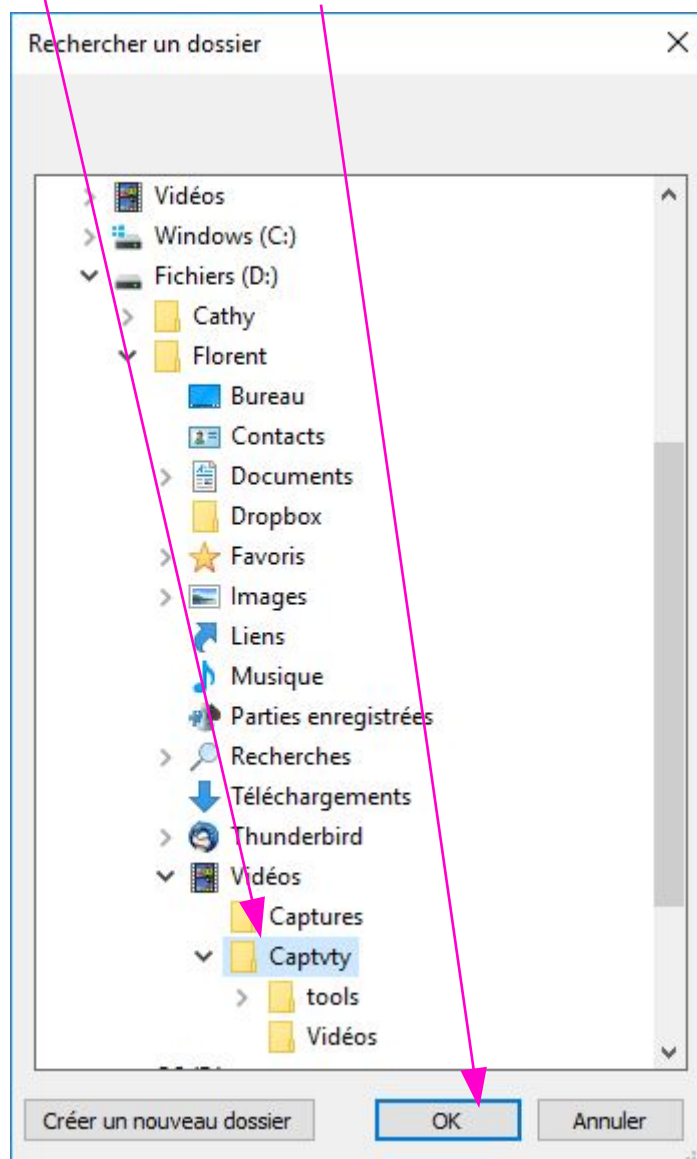 Rechercher un dossier
Vidéos
Windows (C:)
Fichiers (D:)
Cathy
Florent
Bureau
Contacts
Documents
Dropbox
Favoris
Images
Liens
Musique
Parties enregistrées
Recherches
Téléchargements
Thunderbird
Vidéos
Captures
Captvty
tools
Vidéos
Créer un nouveau dossier
OK
Annuler